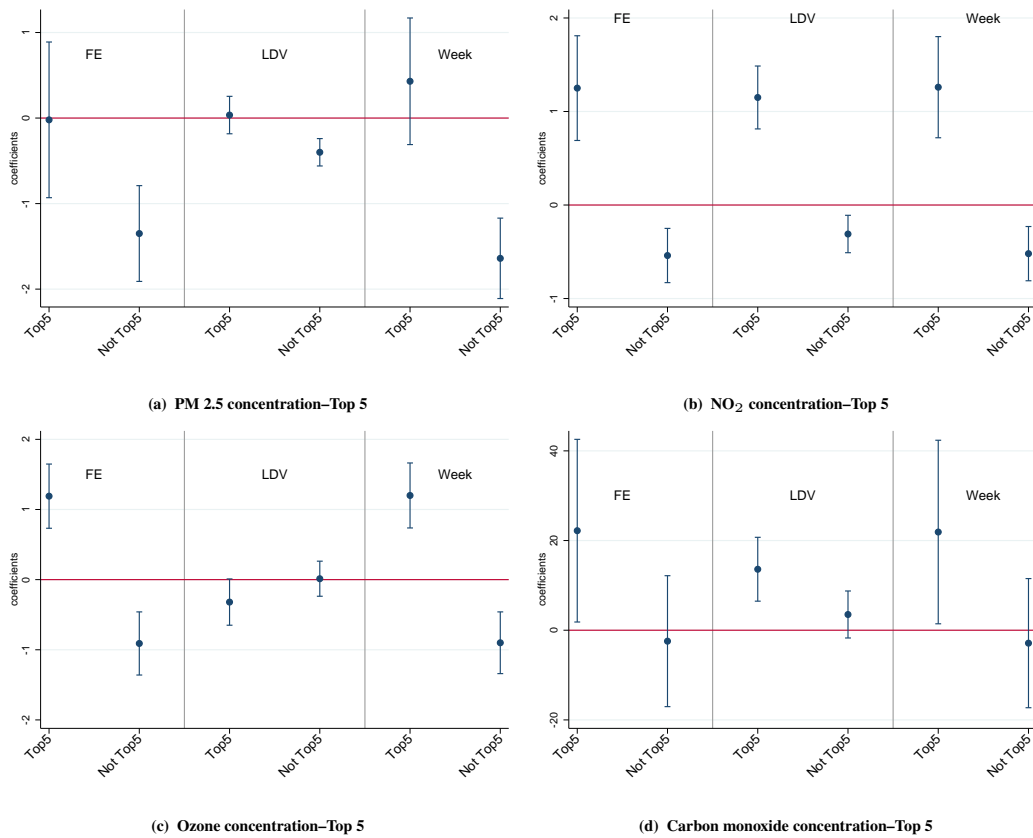 FE LDV Week
coefficients
1
0
-1
-2
Top5 Not Top5 Top5 Not Top5 Top5 Not Top5
(a) PM 2.5 concentration–Top 5
FE LDV Week
coefficients
2
1
0
-1
Top5 Not Top5 Top5 Not Top5 Top5 Not Top5
(b) NO₂ concentration–Top 5
FE LDV Week
coefficients
2
1
0
-1
-2
Top5 Not Top5 Top5 Not Top5 Top5 Not Top5
(c) Ozone concentration–Top 5
FE LDV Week
coefficients
40
20
0
-20
Top5 Not Top5 Top5 Not Top5 Top5 Not Top5
(d) Carbon monoxide concentration–Top 5